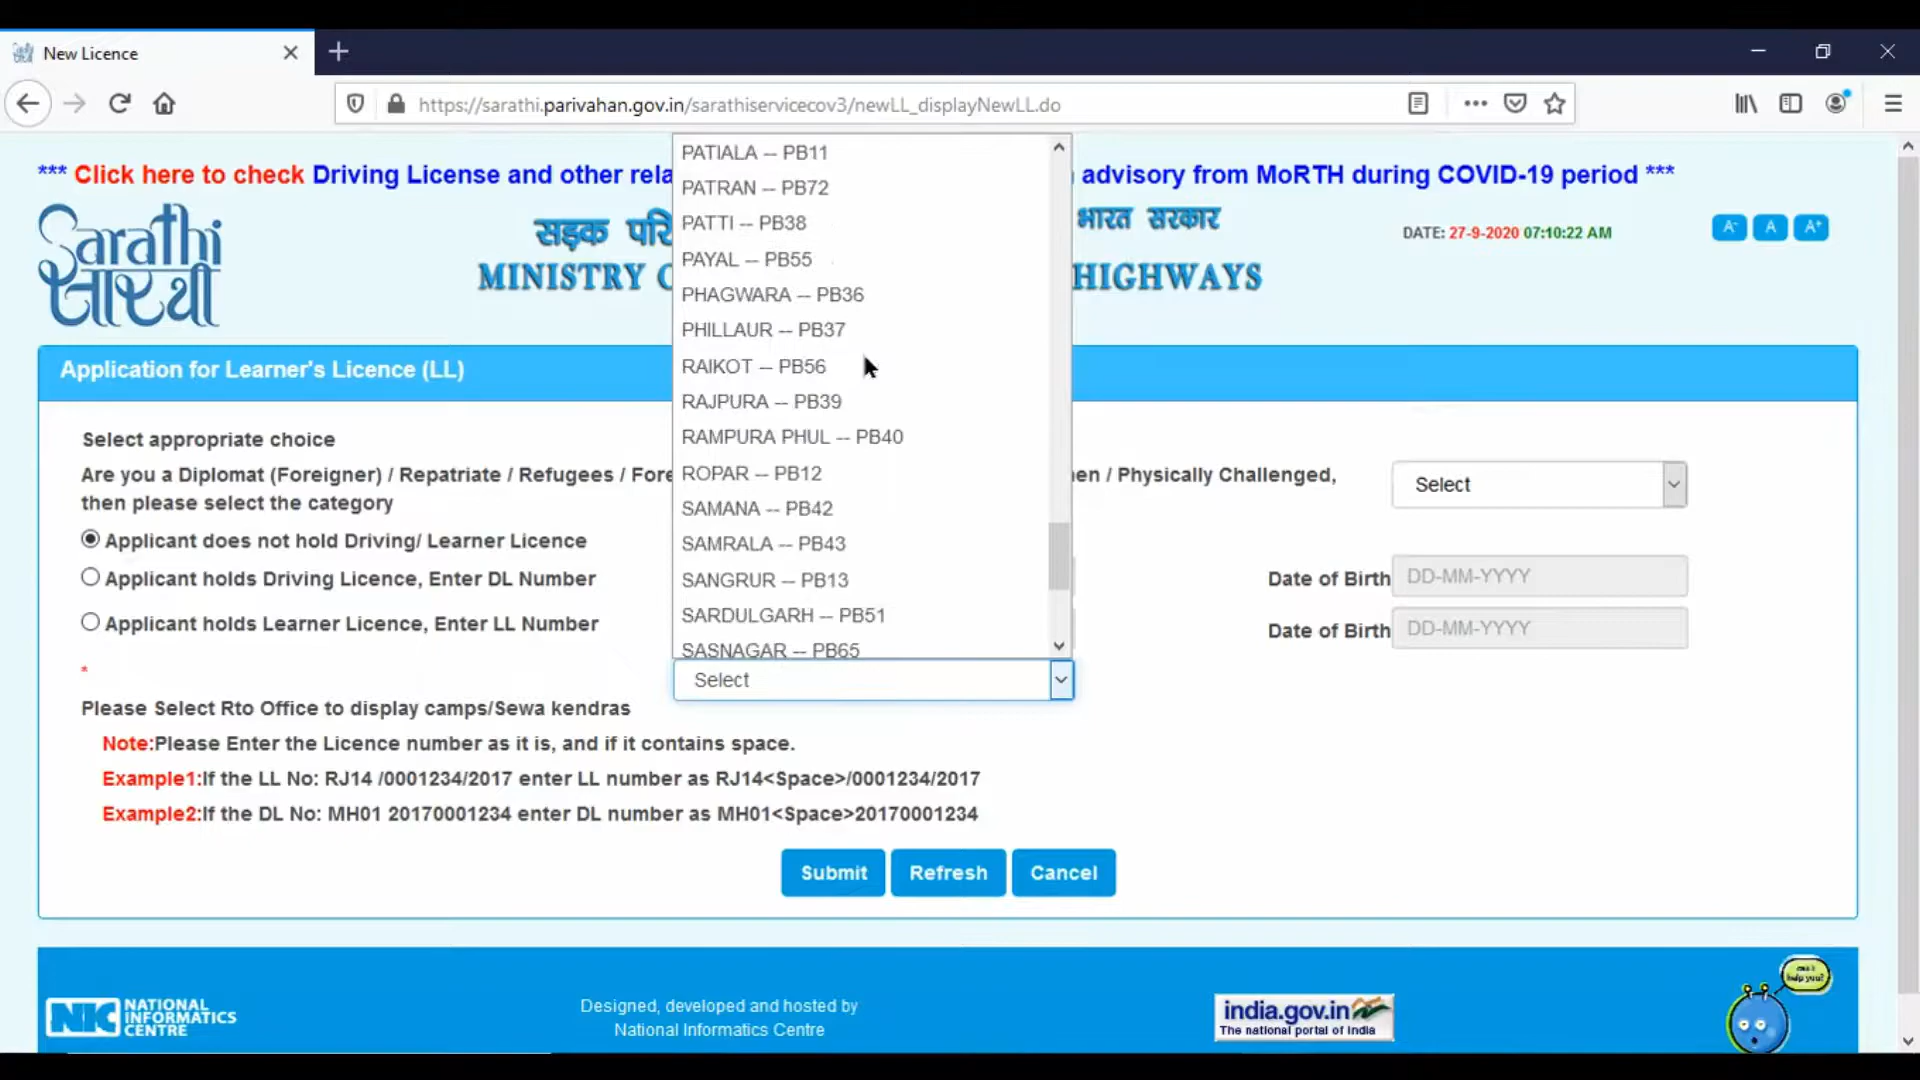 New Licence
https://sarathi.parivahan.gov.in/sarathiservicecov3/newLL_displayNewLL.do
*** Click here to check Driving License and other rela
advisory from MoRTH during COVID-19 period ***
Sarathi
सारथी
सड़क परि
भारत सरकार
MINISTRY O
HIGHWAYS
DATE: 27-9-2020 07:10:22 AM
A-
A
A+
PATIALA -- PB11
PATRAN -- PB72
PATTI -- PB38
PAYAL -- PB55
PHAGWARA -- PB36
PHILLAUR -- PB37
RAIKOT -- PB56
RAJPURA -- PB39
RAMPURA PHUL -- PB40
ROPAR -- PB12
SAMANA -- PB42
SAMRALA -- PB43
SANGRUR -- PB13
SARDULGARH -- PB51
SASNAGAR -- PB65
Select
Application for Learner's Licence (LL)
Select appropriate choice
Are you a Diplomat (Foreigner) / Repatriate / Refugees / Fore
en / Physically Challenged,
then please select the category
Select
Applicant does not hold Driving/ Learner Licence
Applicant holds Driving Licence, Enter DL Number
Date of Birth DD-MM-YYYY
Applicant holds Learner Licence, Enter LL Number
Date of Birth DD-MM-YYYY
*
Please Select Rto Office to display camps/Sewa kendras
Note:Please Enter the Licence number as it is, and if it contains space.
Example1:If the LL No: RJ14 /0001234/2017 enter LL number as RJ14<Space>/0001234/2017
Example2:If the DL No: MH01 20170001234 enter DL number as MH01<Space>20170001234
Submit
Refresh
Cancel
NIC NATIONAL
INFORMATICS
CENTRE
Designed, developed and hosted by
National Informatics Centre
india.gov.in
The national portal of India
help you?